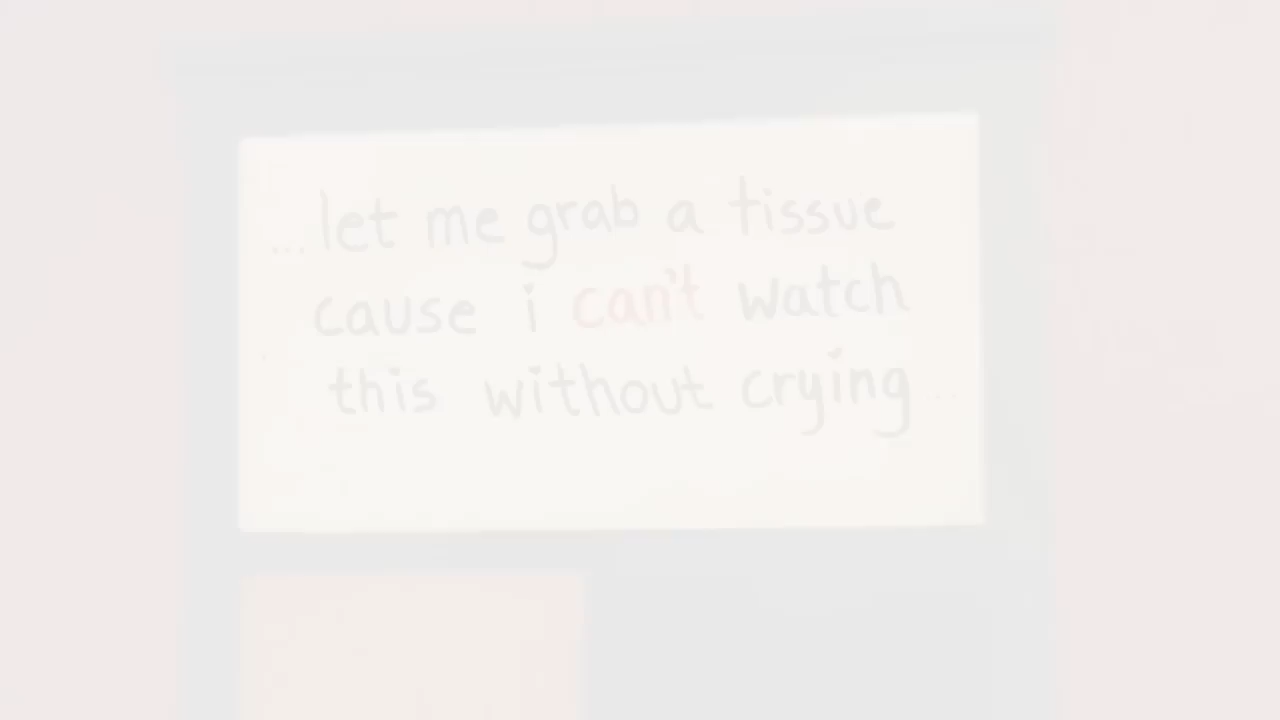 ...let me grab a tissue
cause i can't watch
this without crying...